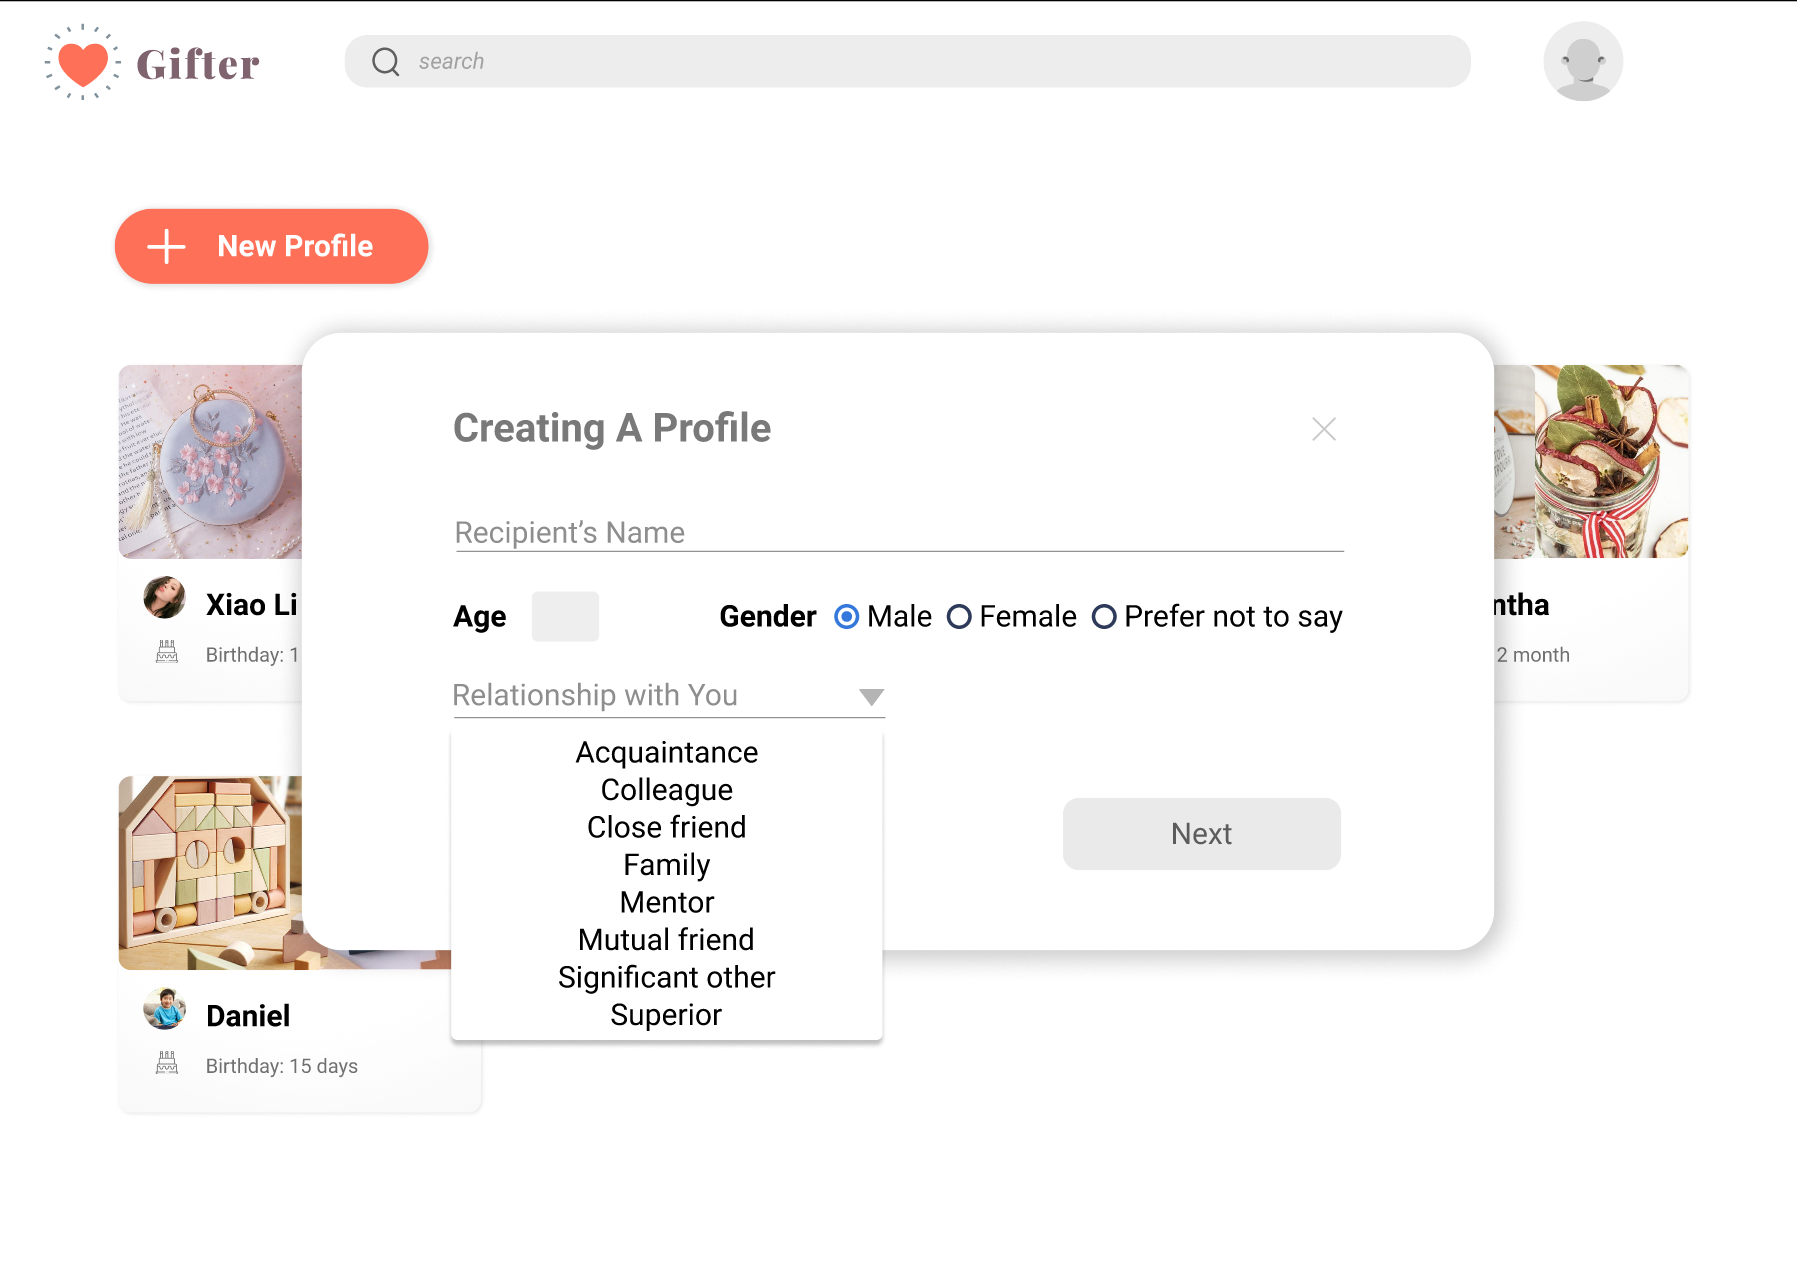 Gifter
search
New Profile
Creating A Profile
Recipient’s Name
Age
Gender Male Female Prefer not to say
Relationship with You
Acquaintance
Colleague
Close friend
Family
Mentor
Mutual friend
Significant other
Superior
Next
Xiao Li
Birthday: 1
ntha
2 month
Daniel
Birthday: 15 days